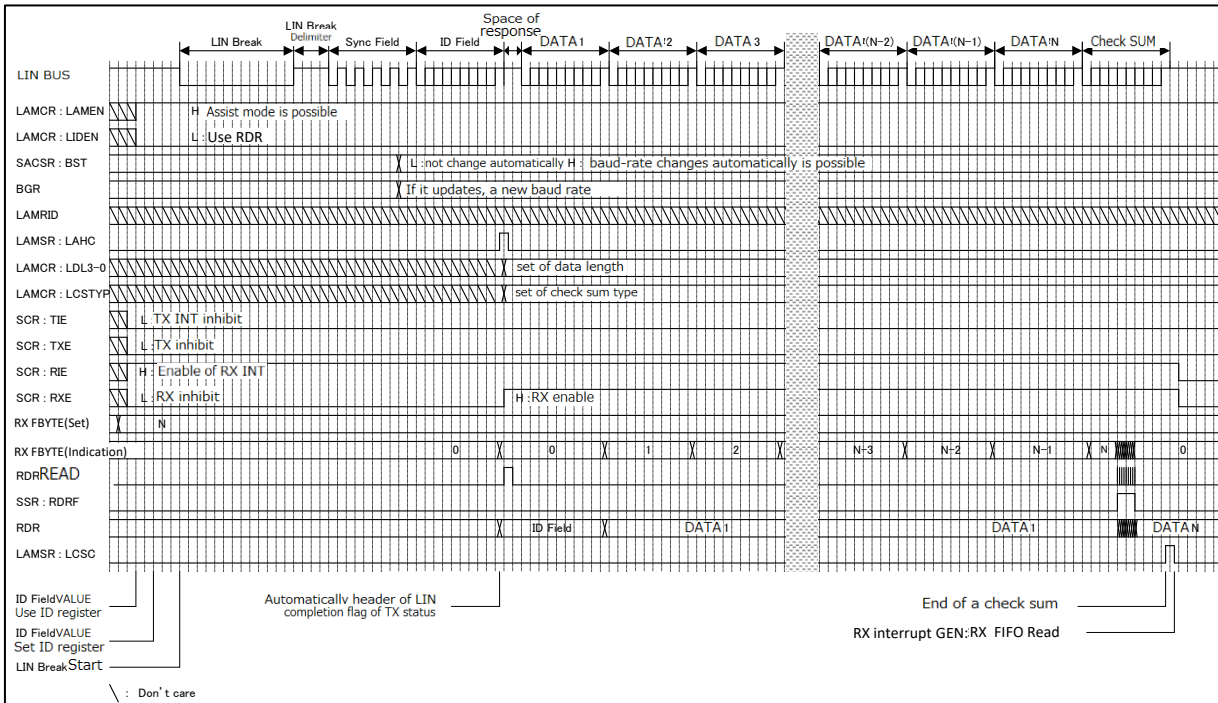 Space of
response
LIN Break
Delimiter
LIN Break
Sync Field
ID Field
DATA1
DATA!2
DATA3
DATA!(N-2)
DATA!(N-1)
DATA!N
Check SUM
LIN BUS
LAMCR : LAMEN
H Assist mode is possible
LAMCR : LIDEN
L : Use RDR
SACSR : BST
L :not change automatically H : baud-rate changes automatically is possible
BGR
If it updates, a new baud rate
LAMRID
LAMSR : LAHC
LAMCR : LDL3-0
set of data length
LAMCR : LCSTYP
set of check sum type
SCR : TIE
L :TX INT inhibit
SCR : TXE
L :TX inhibit
SCR : RIE
H : Enable of RX INT
SCR : RXE
L : RX inhibit
H :RX enable
RX FBYTE(Set)
N
RX FBYTE(Indication)
0 0 1 2 N-3 N-2 N-1 N 0
RDRREAD
SSR : RDRF
RDR
ID Field DATA1 DATA1 DATA N
LAMSR : LCSC
ID FieldVALUE
Use ID register
Automatically header of LIN
completion flag of TX status
End of a check sum
ID FieldVALUE
Set ID register
RX interrupt GEN:RX FIFO Read
LIN BreakStart
: Don't care